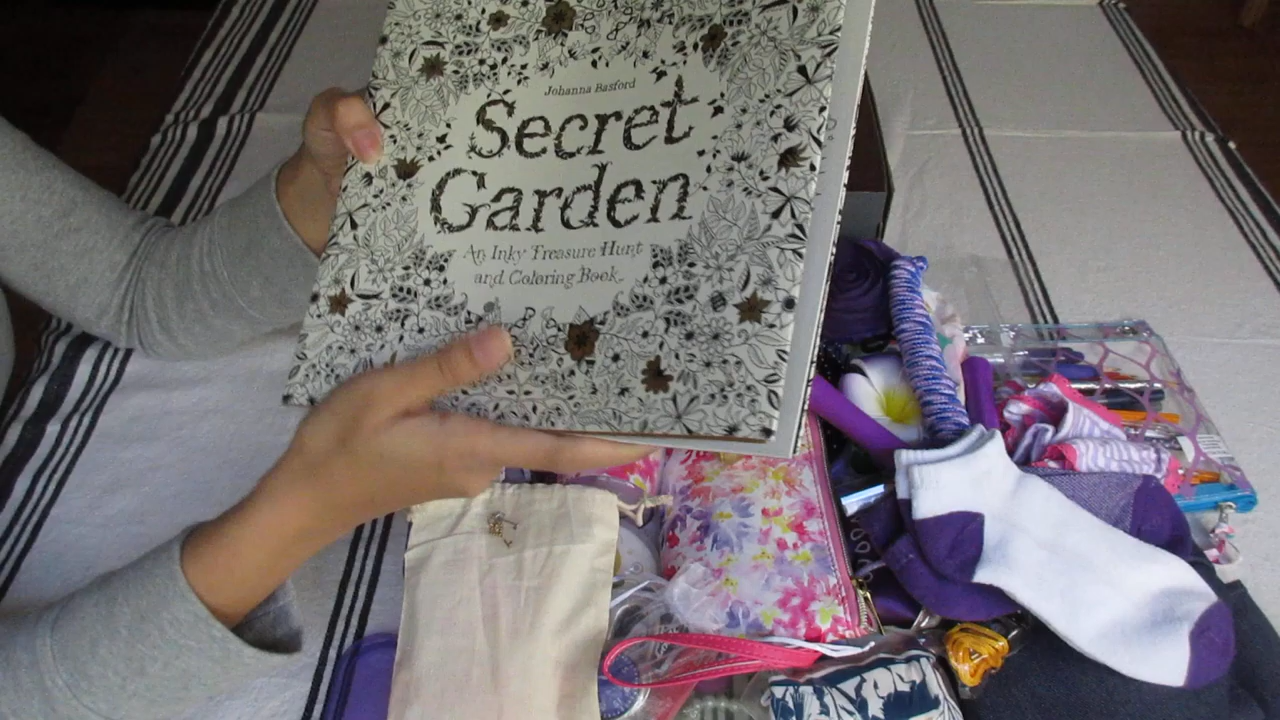 Johanna Basford
Secret
Garden
An Inky Treasure Hunt
and Coloring Book